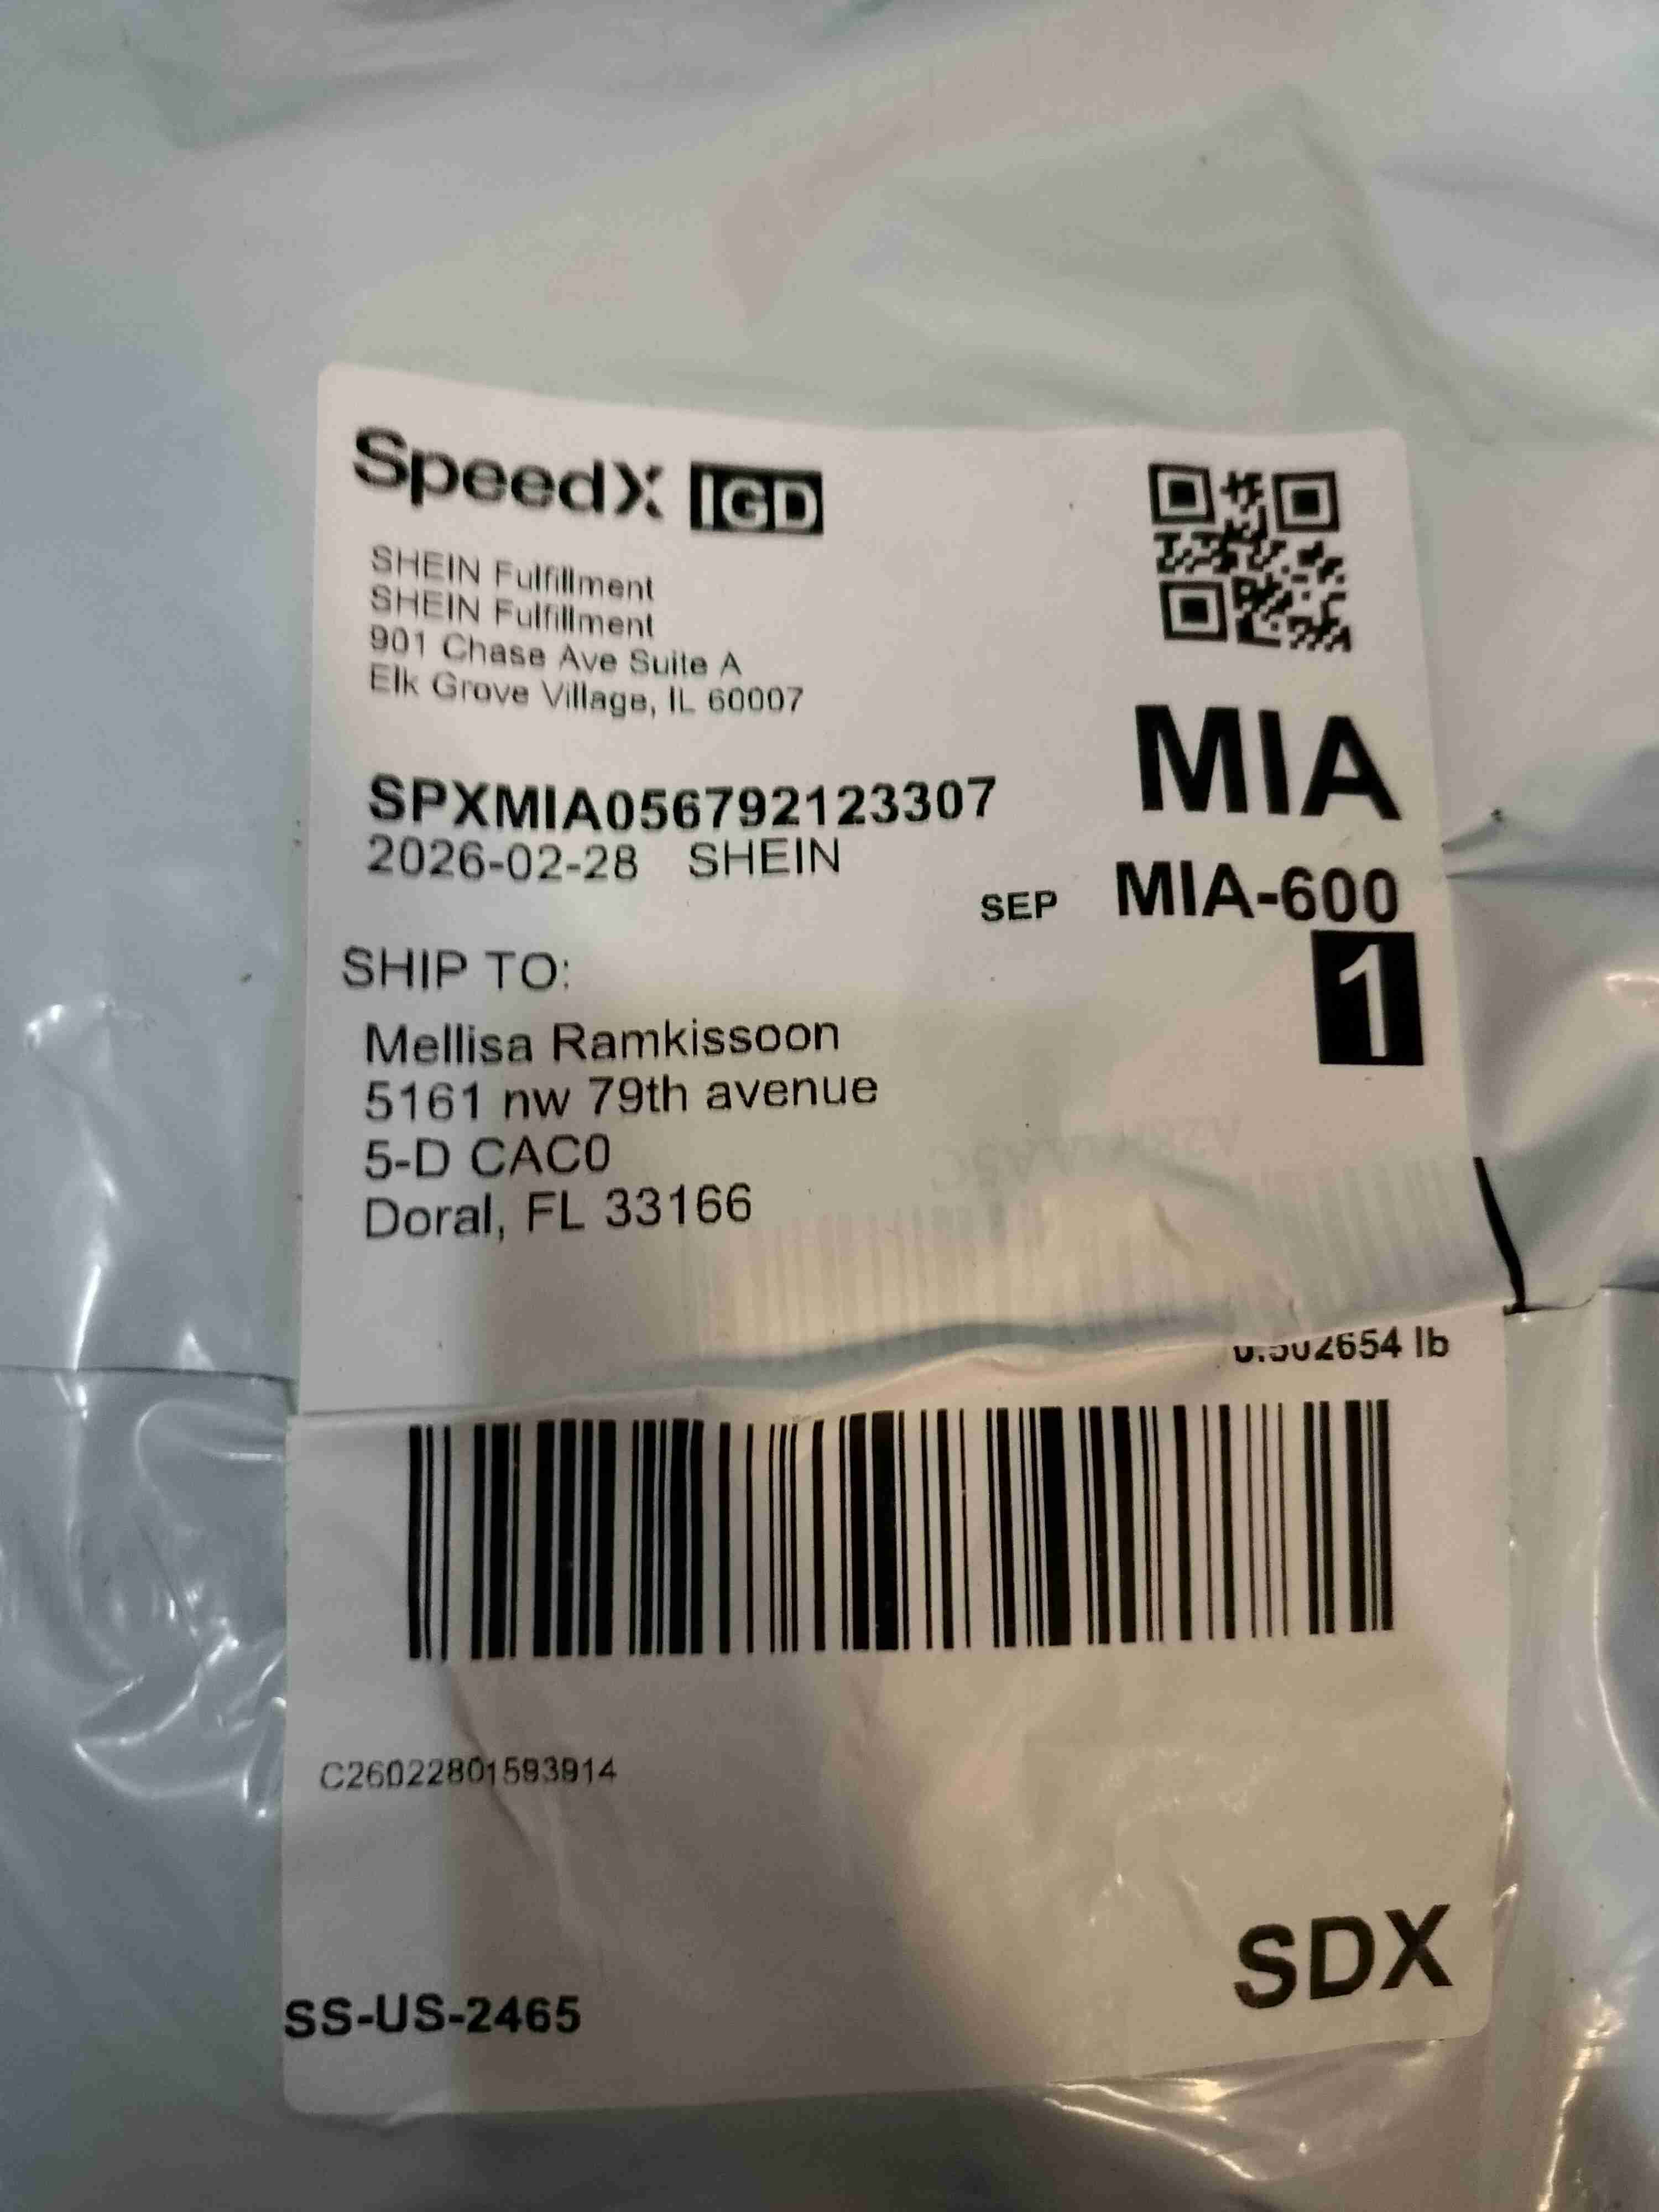 SpeedX IGD
SHEIN Fulfillment
SHEIN Fulfillment
901 Chase Ave Suite A
Elk Grove Village, IL 60007
MIA
SPXMIA056792123307
2026-02-28 SHEIN
SEP MIA-600
1
SHIP TO:
Mellisa Ramkissoon
5161 nw 79th avenue
5-D CAC0
Doral, FL 33166
lb
C26022801593914
SDX
SS-US-2465